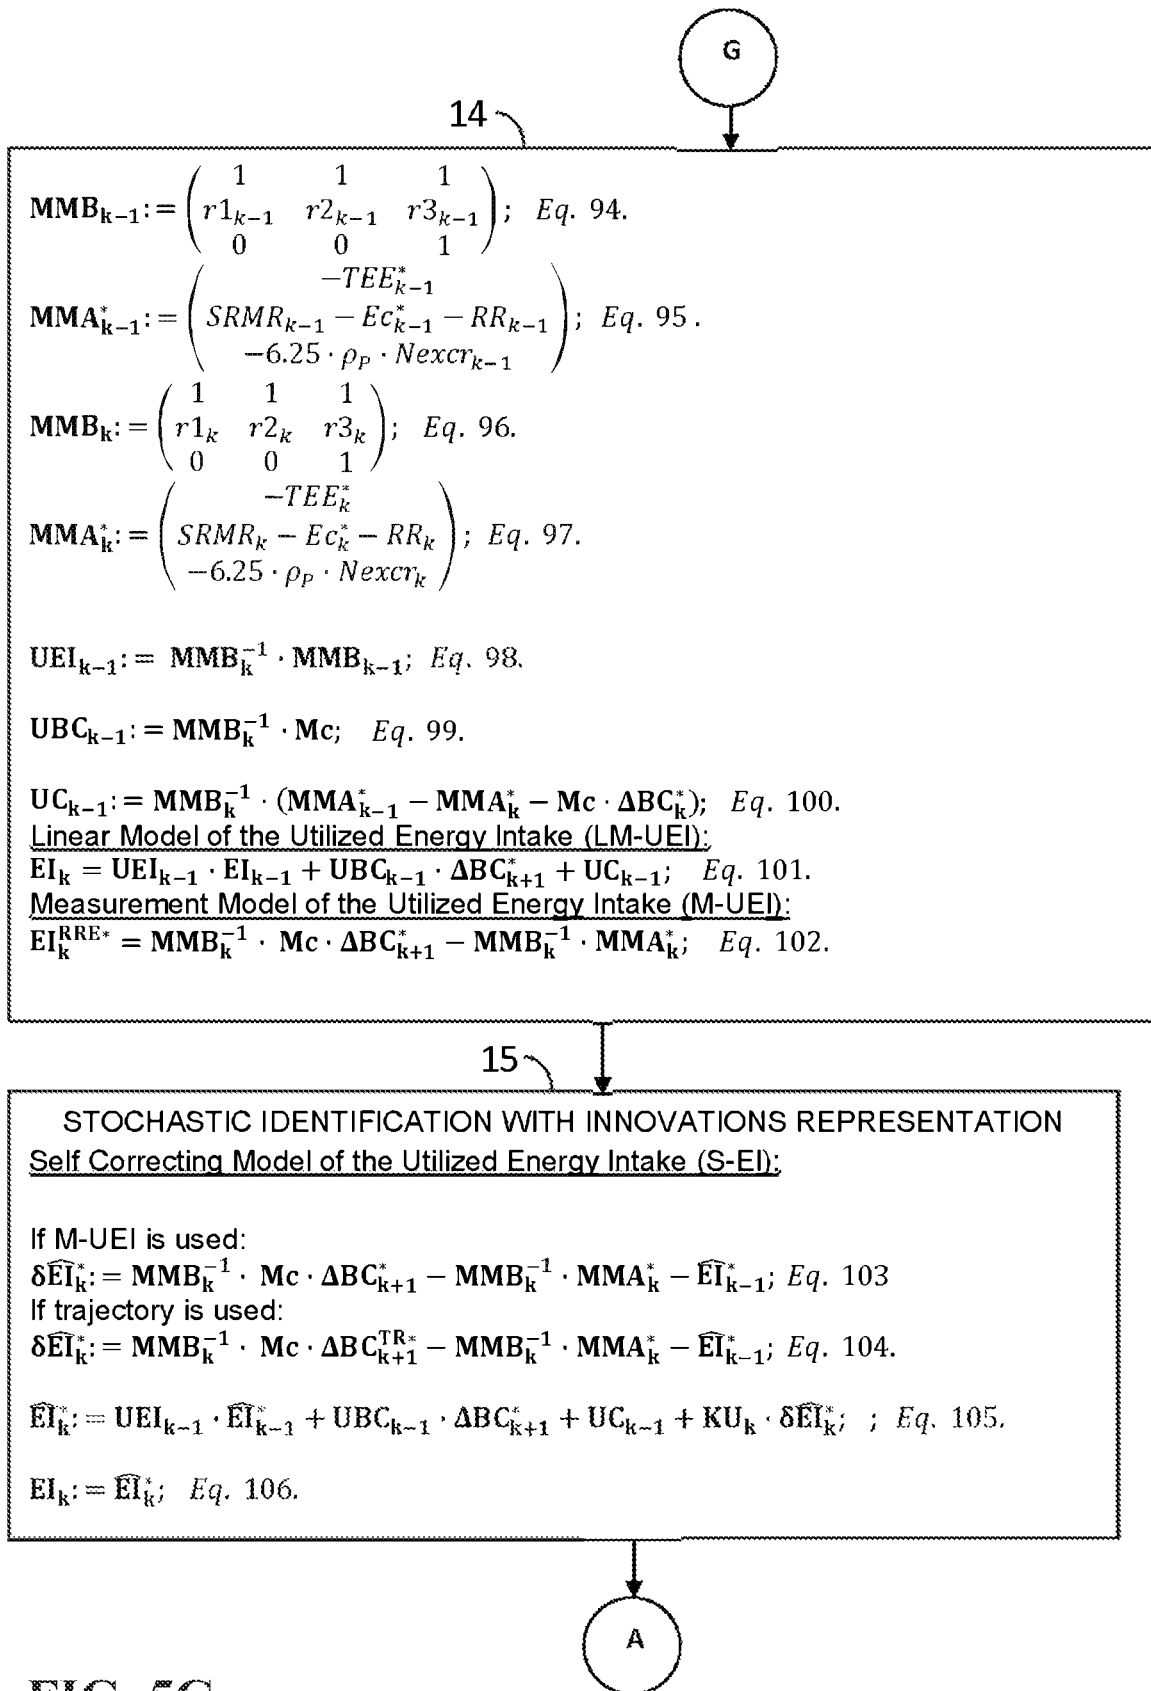 G
14
MMB_{k−1}:= ( 1 1 1
r1_{k−1} r2_{k−1} r3_{k−1}
0 0 1 ); Eq. 94.
MMA*_{k−1}:= ( −TEE*_{k−1}
SRMR_{k−1} − Ec*_{k−1} − RR_{k−1}
−6.25 · ρ_P · Nexcr_{k−1} ); Eq. 95.
MMB_k:= ( 1 1 1
r1_k r2_k r3_k
0 0 1 ); Eq. 96.
MMA*_k:= ( −TEE*_k
SRMR_k − Ec*_k − RR_k
−6.25 · ρ_P · Nexcr_k ); Eq. 97.
UEI_{k−1}:= MMB_k^{−1} · MMB_{k−1}; Eq. 98.
UBC_{k−1}:= MMB_k^{−1} · Mc; Eq. 99.
UC_{k−1}:= MMB_k^{−1} · (MMA*_{k−1} − MMA*_k − Mc · ΔBC*_k); Eq. 100.
Linear Model of the Utilized Energy Intake (LM-UEI):
EI_k = UEI_{k−1} · EI_{k−1} + UBC_{k−1} · ΔBC*_{k+1} + UC_{k−1}; Eq. 101.
Measurement Model of the Utilized Energy Intake (M-UEI):
EI_k^{RRE*} = MMB_k^{−1} · Mc · ΔBC*_{k+1} − MMB_k^{−1} · MMA*_k; Eq. 102.
15
STOCHASTIC IDENTIFICATION WITH INNOVATIONS REPRESENTATION
Self Correcting Model of the Utilized Energy Intake (S-EI):
If M-UEI is used:
δÊI*_k:= MMB_k^{−1} · Mc · ΔBC*_{k+1} − MMB_k^{−1} · MMA*_k − ÊI*_{k−1}; Eq. 103
If trajectory is used:
δÊI*_k:= MMB_k^{−1} · Mc · ΔBC^{TR*}_{k+1} − MMB_k^{−1} · MMA*_k − ÊI*_{k−1}; Eq. 104.
ÊI*_k:= UEI_{k−1} · ÊI*_{k−1} + UBC_{k−1} · ΔBC*_{k+1} + UC_{k−1} + KU_k · δÊI*_k; ; Eq. 105.
EI_k:= ÊI*_k; Eq. 106.
A